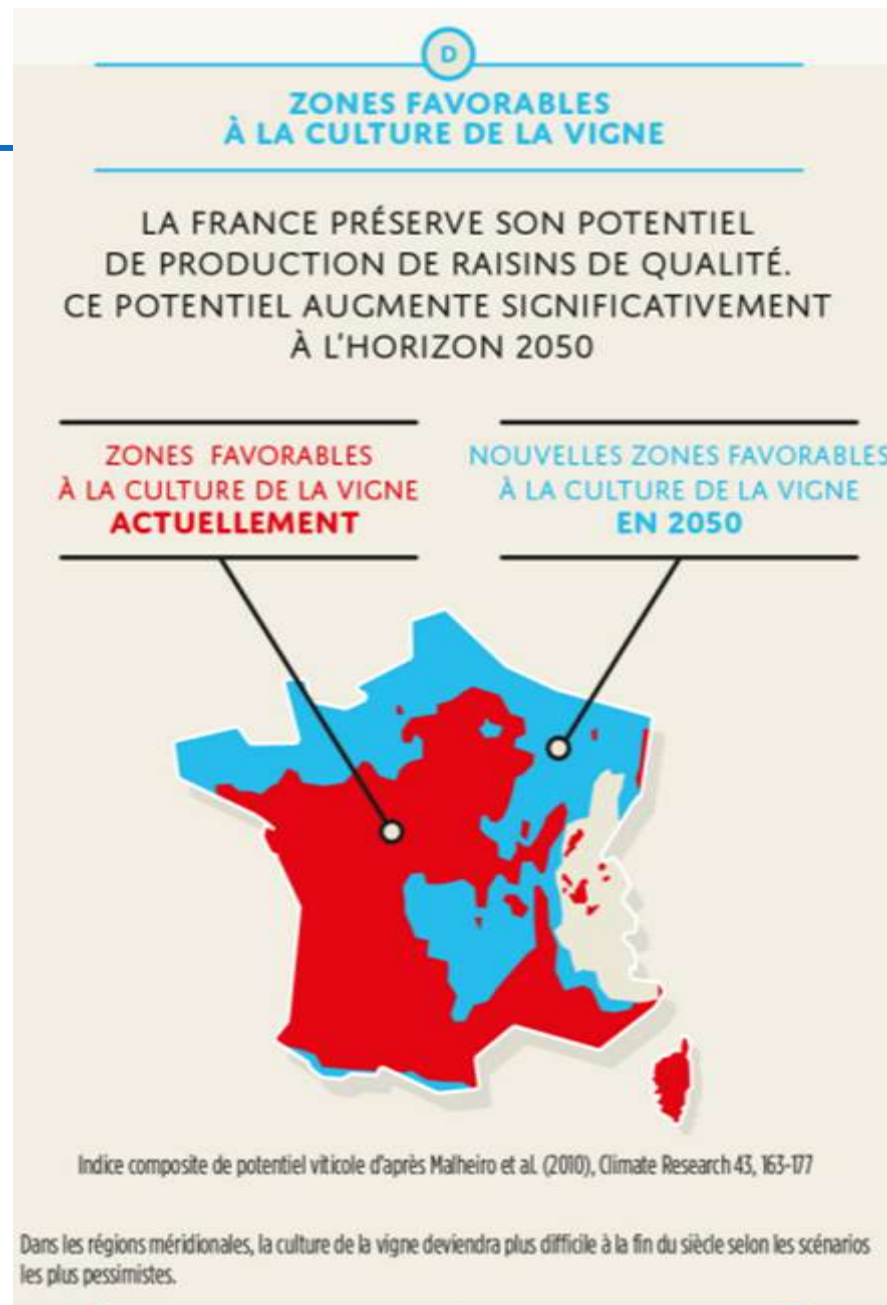 D
ZONES FAVORABLES
À LA CULTURE DE LA VIGNE
LA FRANCE PRÉSERVE SON POTENTIEL
DE PRODUCTION DE RAISINS DE QUALITÉ.
CE POTENTIEL AUGMENTE SIGNIFICATIVEMENT
À L'HORIZON 2050
ZONES FAVORABLES
À LA CULTURE DE LA VIGNE
ACTUELLEMENT
NOUVELLES ZONES FAVORABLES
À LA CULTURE DE LA VIGNE
EN 2050
Indice composite de potentiel viticole d'après Malheiro et al. (2010), Climate Research 43, 163-177
Dans les régions méridionales, la culture de la vigne deviendra plus difficile à la fin du siècle selon les scénarios
les plus pessimistes.